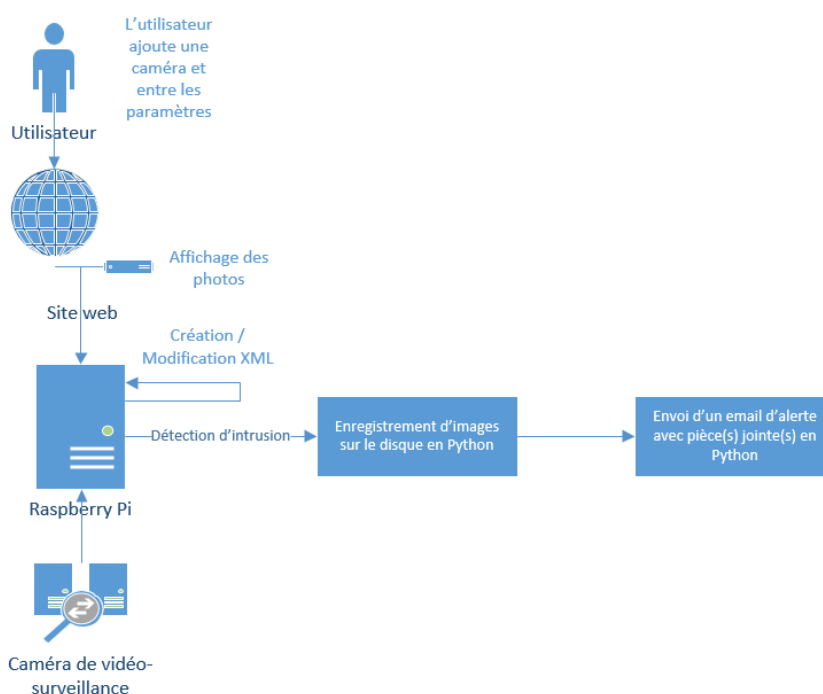 L’utilisateur
ajoute une
caméra et
entre les
paramètres
Utilisateur
Affichage des
photos
Site web
Création /
Modification XML
Détection d’intrusion
Enregistrement d’images
sur le disque en Python
Envoi d’un email d’alerte
avec pièce(s) jointe(s) en
Python
Raspberry Pi
Caméra de vidéo-
surveillance